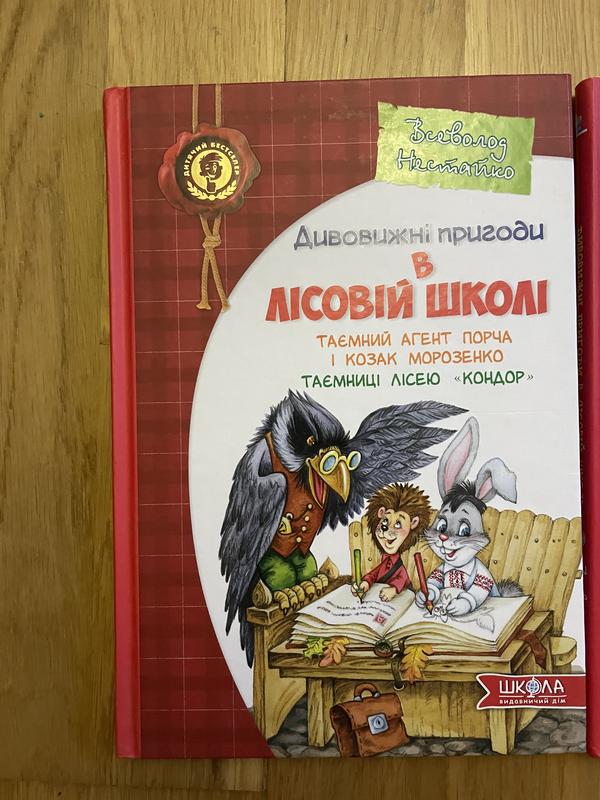 ДИТЯЧИЙ БЕСТСЕЛЕР
Всеволод
Нестайко
Дивовижні пригоди
В
ЛІСОВІЙ ШКОЛІ
ТАЄМНИЙ АГЕНТ ПОРЧА
І КОЗАК МОРОЗЕНКО
ТАЄМНИЦІ ЛІСЕЮ «КОНДОР»
ШКОЛА
ВИДАВНИЧИЙ ДІМ